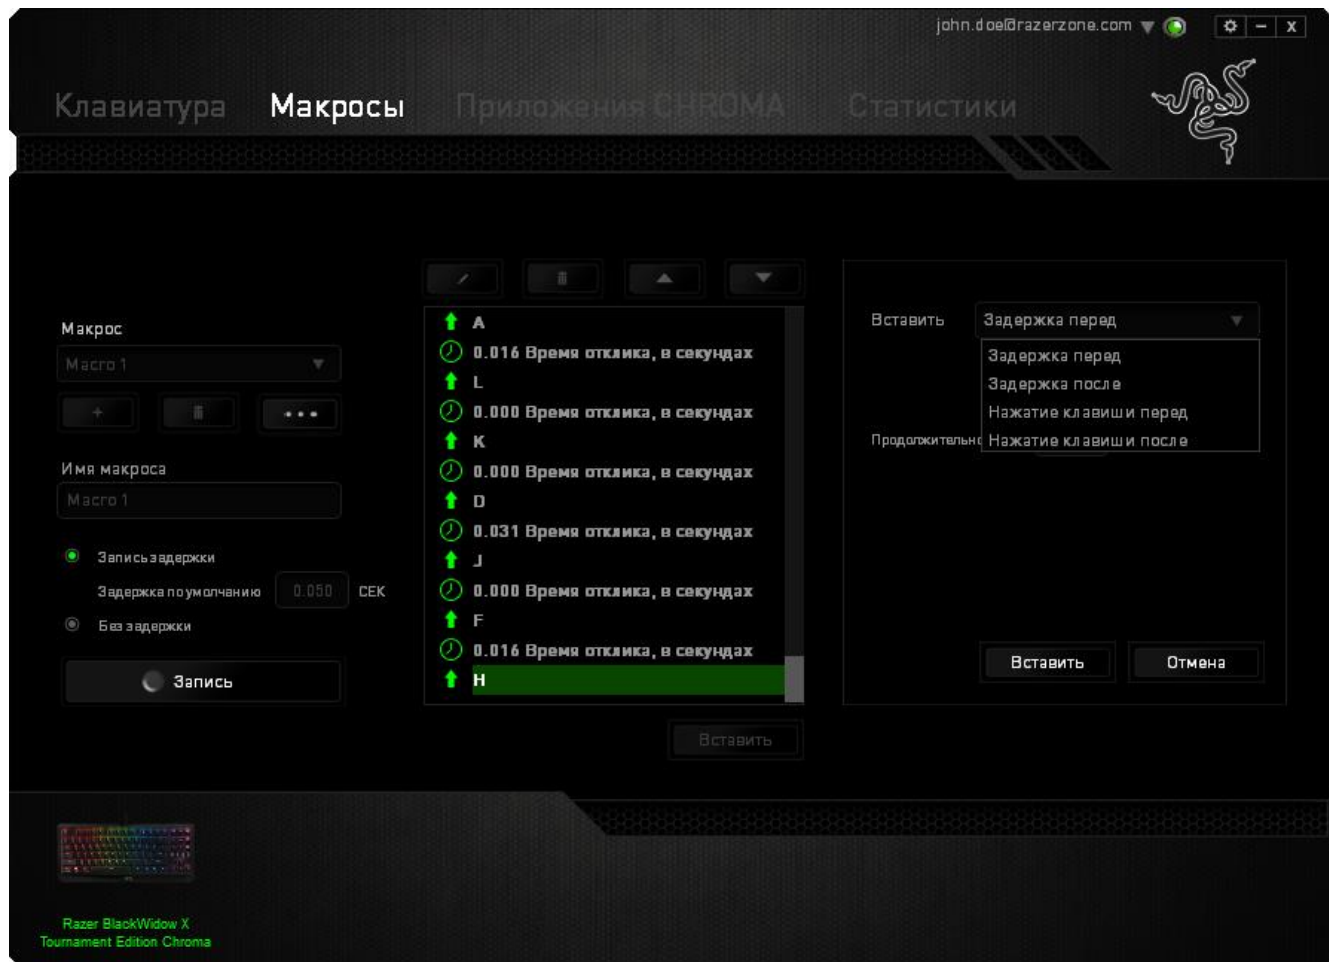 john.doe@razerzone.com
Клавиатура Макросы Приложения CHROMA Статистики
Макрос
Macro 1
Имя макроса
Macro 1
Запись задержки
Задержка по умолчанию 0.050 СЕК
Без задержки
Запись
A
0.016 Время отклика, в секундах
L
0.000 Время отклика, в секундах
K
0.000 Время отклика, в секундах
D
0.031 Время отклика, в секундах
J
0.000 Время отклика, в секундах
F
0.016 Время отклика, в секундах
H
Вставить
Вставить Задержка перед
Задержка перед
Задержка после
Нажатие клавиши перед
Продолжительно Нажатие клавиши после
Вставить Отмена
Razer BlackWidow X
Tournament Edition Chroma